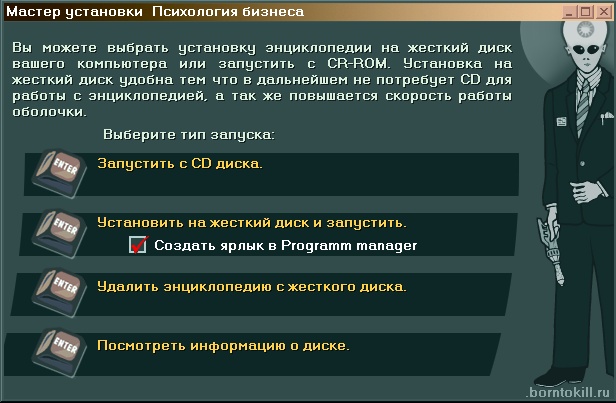 Мастер установки Психология бизнеса
Вы можете выбрать установку энциклопедии на жесткий диск
вашего компьютера или запустить с CR-ROM. Установка на
жесткий диск удобна тем что в дальнейшем не потребует CD для
работы с энциклопедией, а так же повышается скорость работы
оболочки.
Выберите тип запуска:
ENTER
Запустить с CD диска.
ENTER
Установить на жесткий диск и запустить.
Создать ярлык в Programm manager
ENTER
Удалить энциклопедию с жесткого диска.
ENTER
Посмотреть информацию о диске.
.borntokill.ru